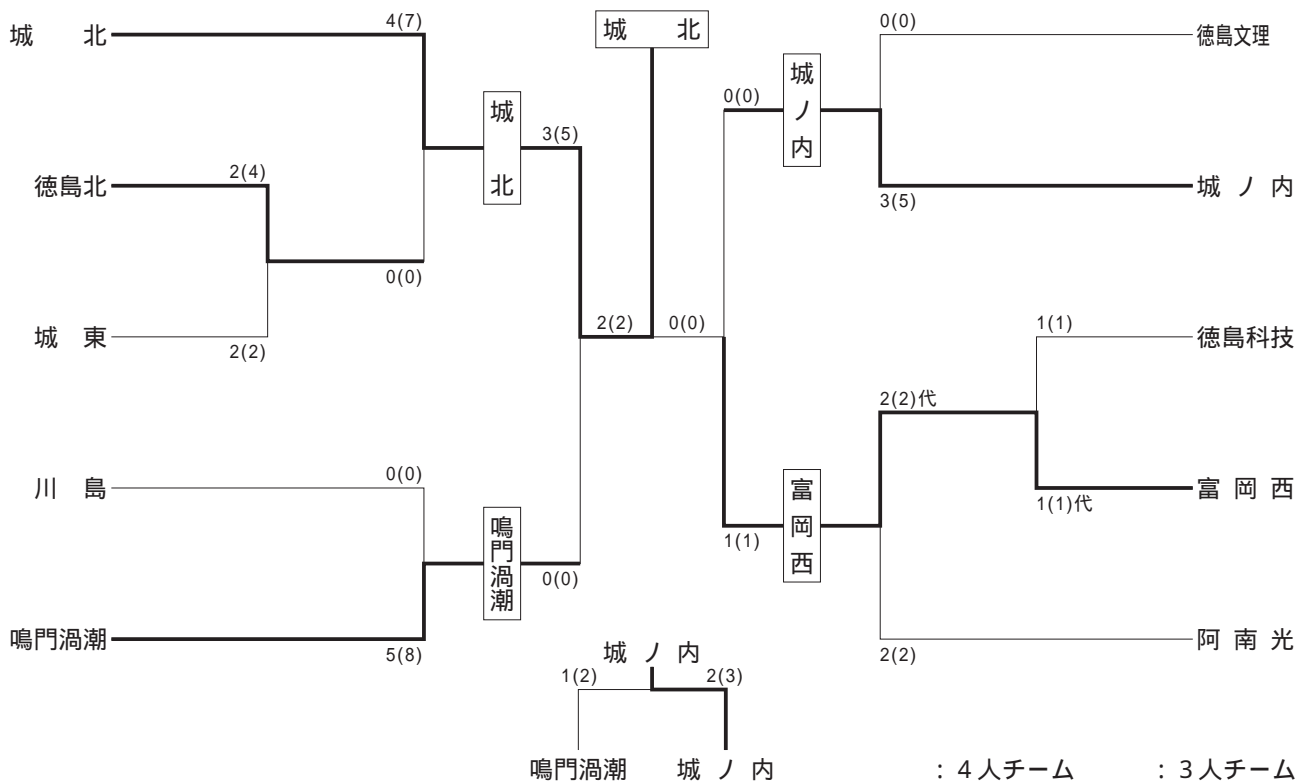 城北
4(7)
徳島北
2(4)
0(0)
城東
2(2)
川島
0(0)
鳴門渦潮
5(8)
城北
3(5)
鳴門渦潮
0(0)
城北
2(2)
0(0)
0(0)
城ノ内
1(1)
富岡西
0(0)
徳島文理
3(5)
城ノ内
1(1)
徳島科技
2(2)代
1(1)代
富岡西
2(2)
阿南光
城ノ内
1(2)
2(3)
鳴門渦潮
城ノ内
：4人チーム
：3人チーム